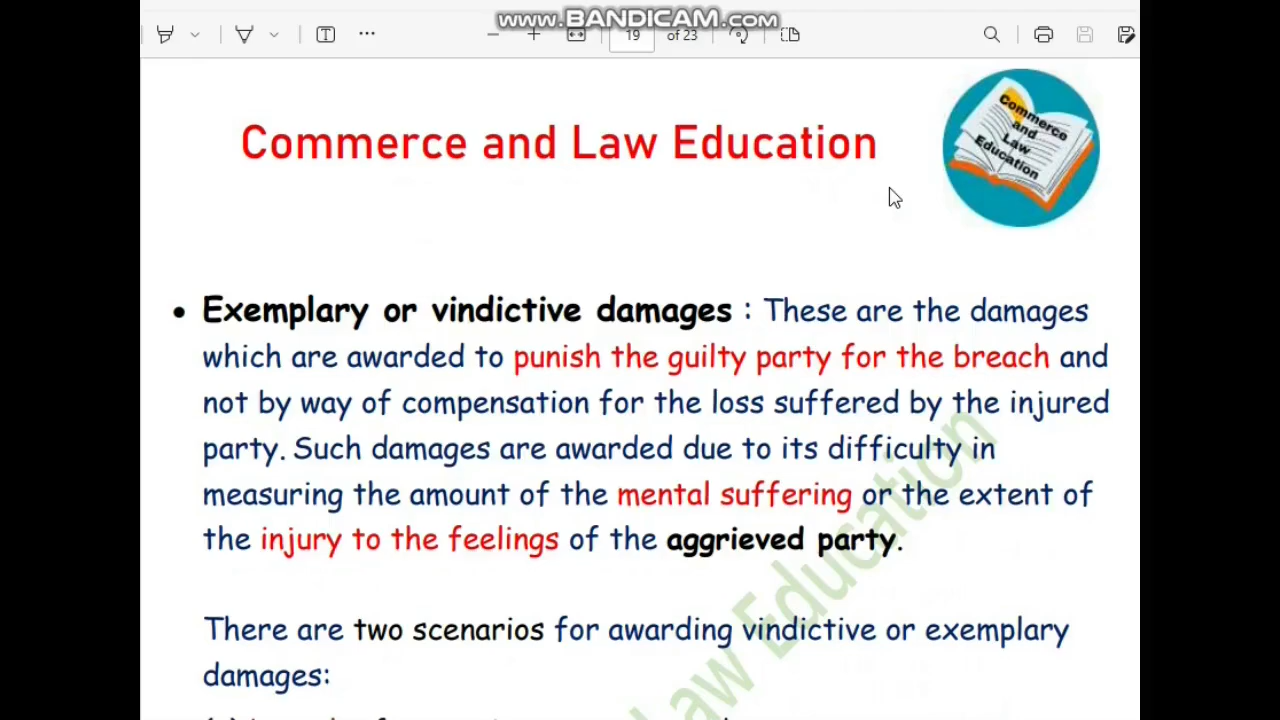 www.BANDICAM.com
19 of 23
Commerce and Law Education
Commerce
and
Law
Education
• Exemplary or vindictive damages : These are the damages
which are awarded to punish the guilty party for the breach and
not by way of compensation for the loss suffered by the injured
party. Such damages are awarded due to its difficulty in
measuring the amount of the mental suffering or the extent of
the injury to the feelings of the aggrieved party.
There are two scenarios for awarding vindictive or exemplary
damages:
Law Education